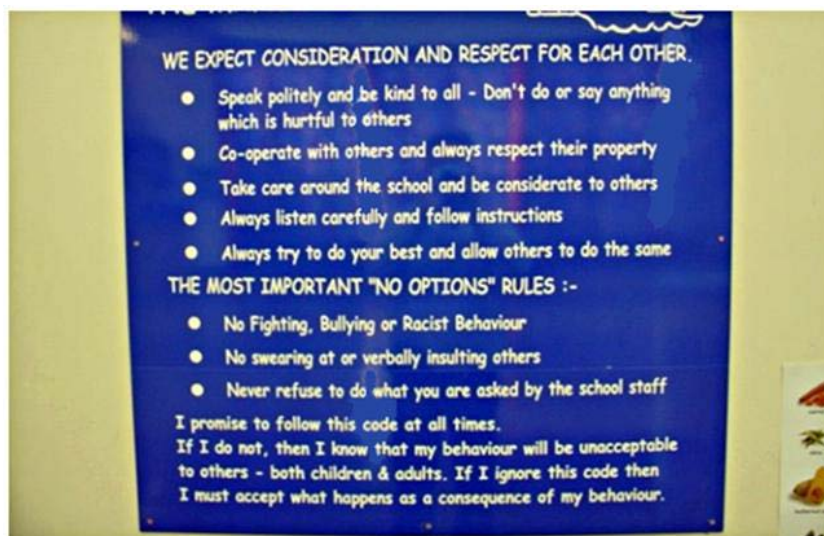 WE EXPECT CONSIDERATION AND RESPECT FOR EACH OTHER.
Speak politely and be kind to all - Don't do or say anything
which is hurtful to others
Co-operate with others and always respect their property
Take care around the school and be considerate to others
Always listen carefully and follow instructions
Always try to do your best and allow others to do the same
THE MOST IMPORTANT "NO OPTIONS" RULES :-
No Fighting, Bullying or Racist Behaviour
No swearing at or verbally insulting others
Never refuse to do what you are asked by the school staff
I promise to follow this code at all times.
If I do not, then I know that my behaviour will be unacceptable
to others - both children & adults. If I ignore this code then
I must accept what happens as a consequence of my behaviour.